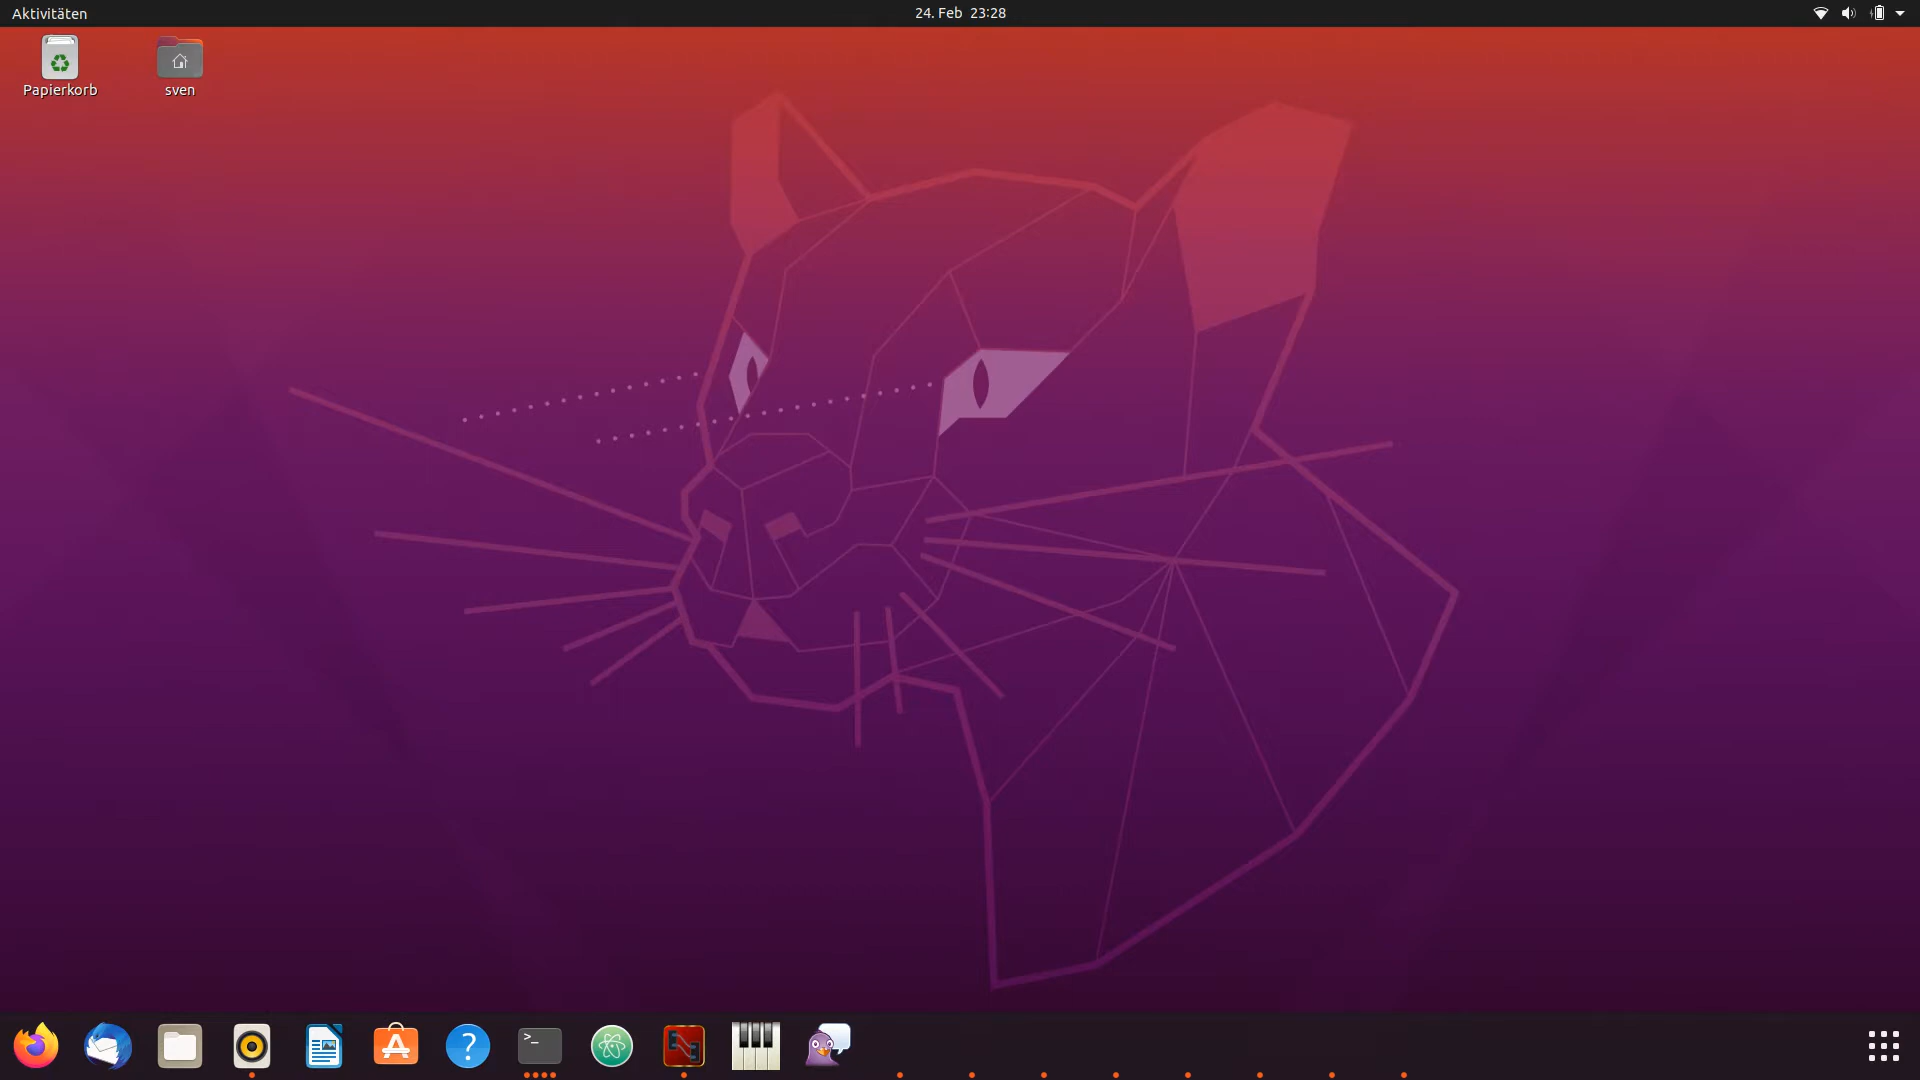 Aktivitäten
24. Feb 23:28
Papierkorb
sven
>_
?